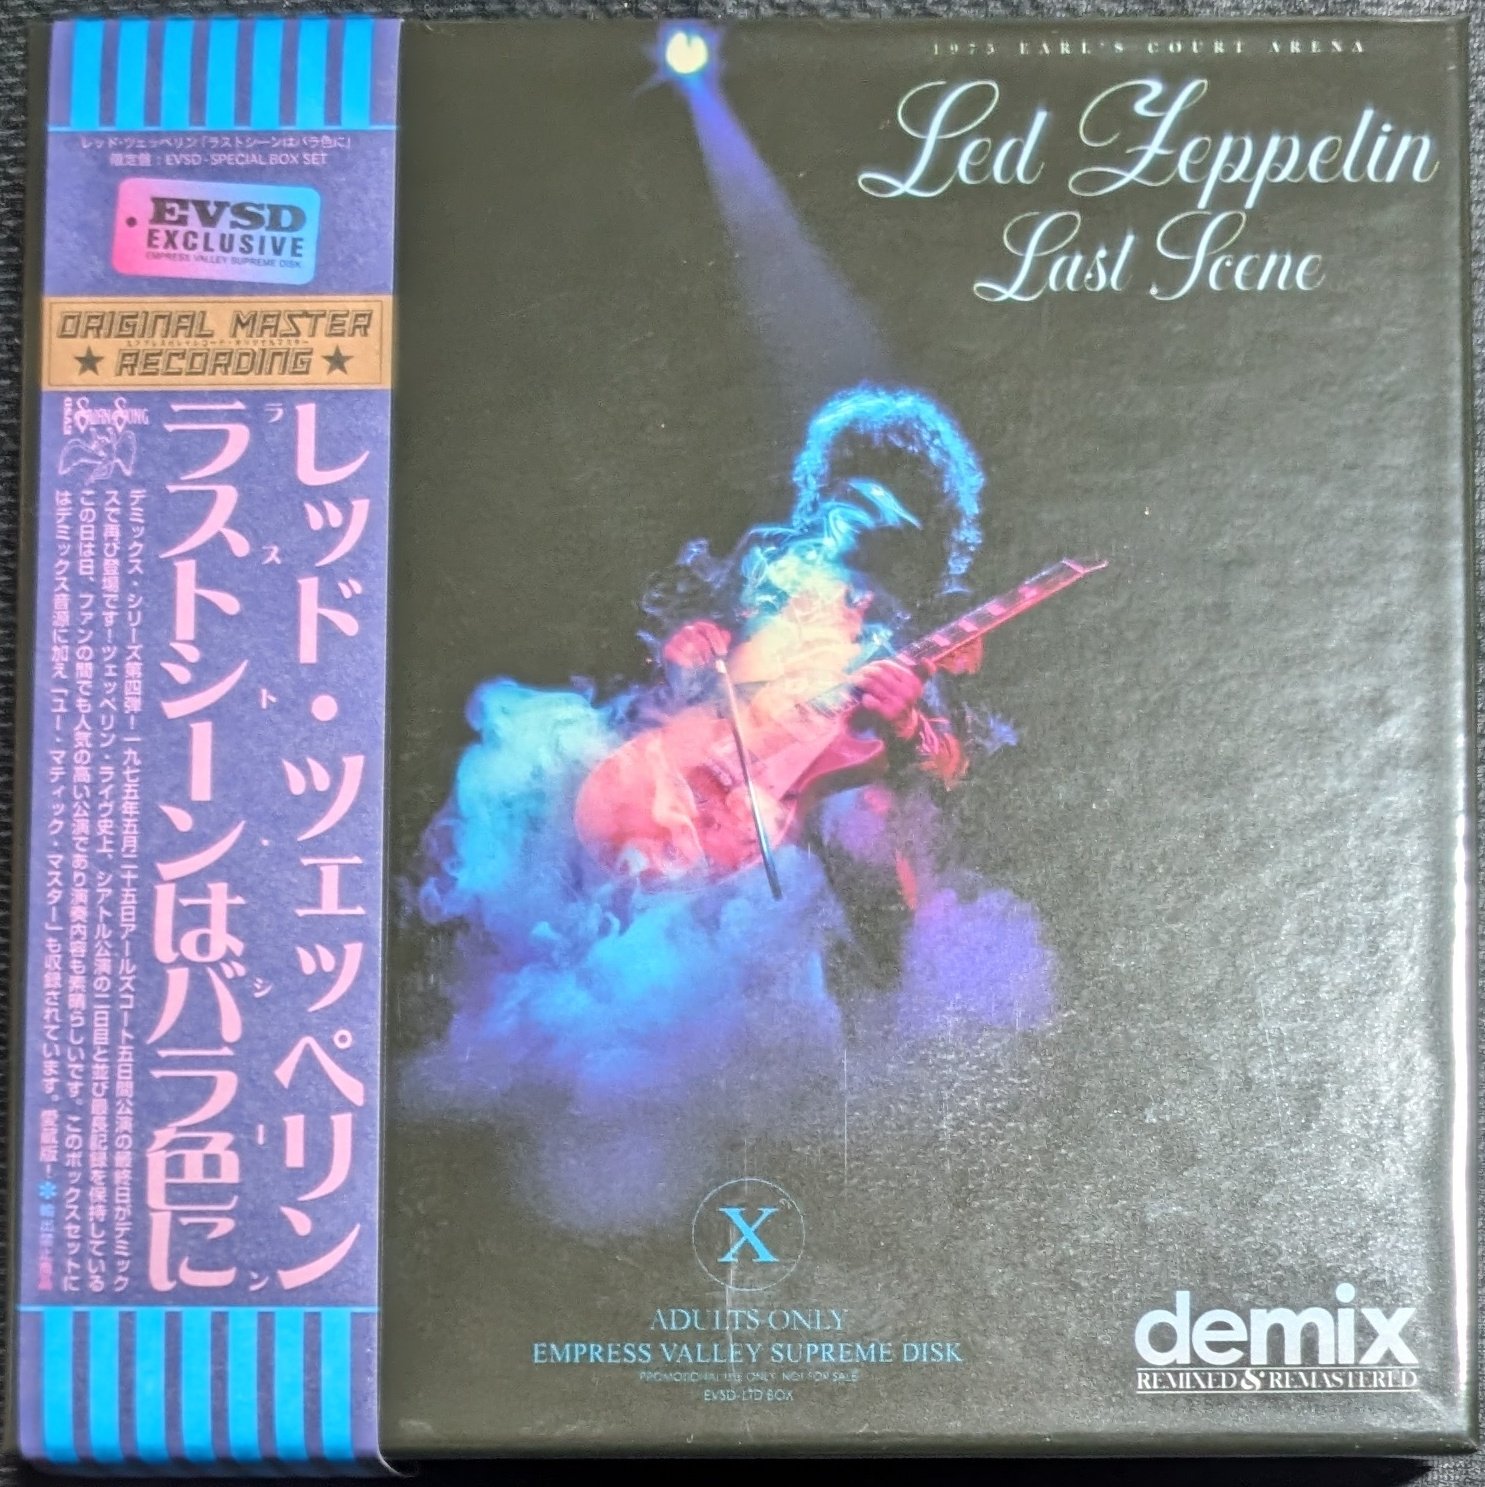 レッド・ツェッペリン「ラストシーンはバラ色に」
限定盤 : EVSD - SPECIAL BOX SET
EVSD
EXCLUSIVE
EMPRESS VALLEY SUPREME DISK
ORIGINAL MASTER
★ RECORDING ★
レッド・ツェッペリン
ラスト・シーン
ラストシーンはバラ色に
SWAN SONG
デミックス・シリーズ第四弾!一九七五年五月二十五日アールズコート五日間公演の最終日がデミック
スで再び登場です!ツェッペリン・ライヴ史上、シアトル公演の二日目と並び最長記録を保持している
この日は日、ファンの間でも人気の高い公演であり演奏内容も素晴らしいです。このボックスセットに
はデミックス音源に加え「ユー・マティック・マスター」も収録されています。愛蔵版!
1975 EARL'S COURT ARENA
Led Zeppelin
Last Scene
X
ADULTS ONLY
EMPRESS VALLEY SUPREME DISK
PROMOTIONAL USE ONLY. NOT FOR SALE
EVSD-LTD BOX
demix
REMIXED & REMASTERED